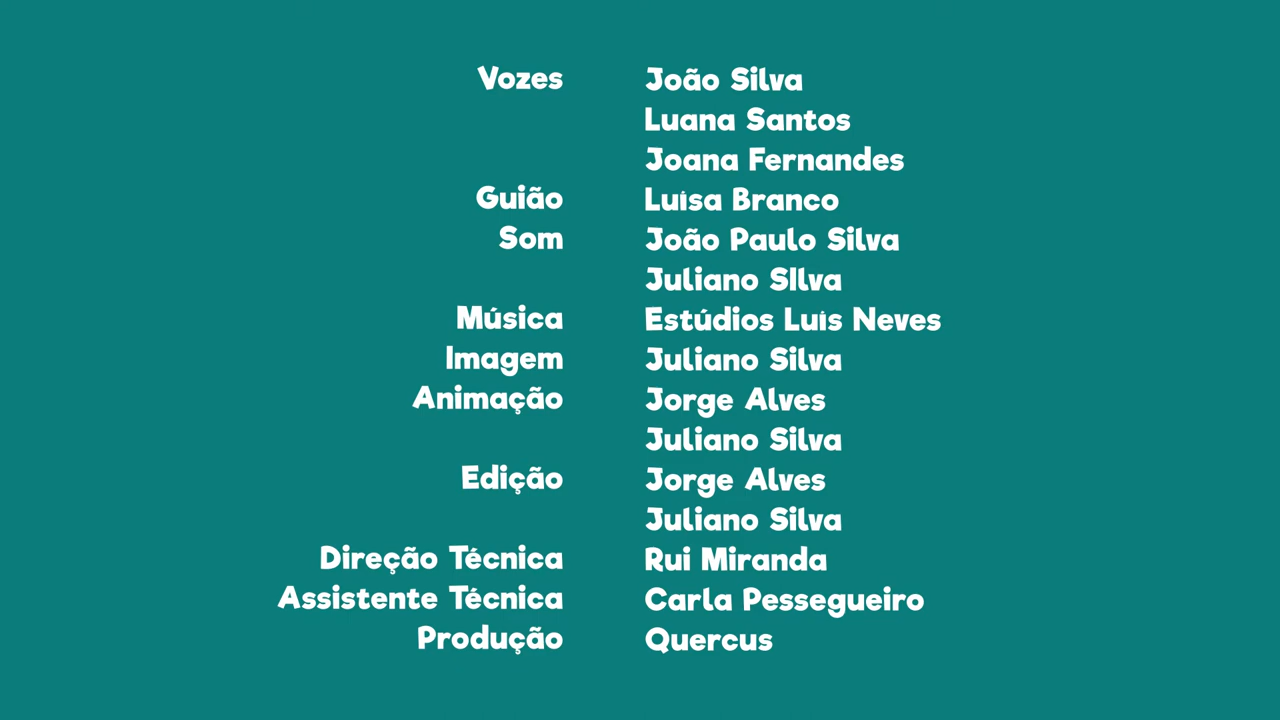 Vozes João Silva
Luana Santos
Joana Fernandes
Guião Luísa Branco
Som João Paulo Silva
Juliano SIlva
Música Estúdios Luís Neves
Imagem Juliano Silva
Animação Jorge Alves
Juliano Silva
Edição Jorge Alves
Juliano Silva
Direção Técnica Rui Miranda
Assistente Técnica Carla Pessegueiro
Produção Quercus